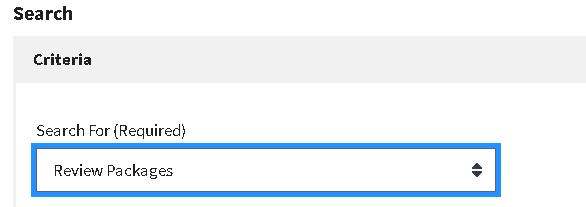 Search
Criteria
Search For (Required)
Review Packages